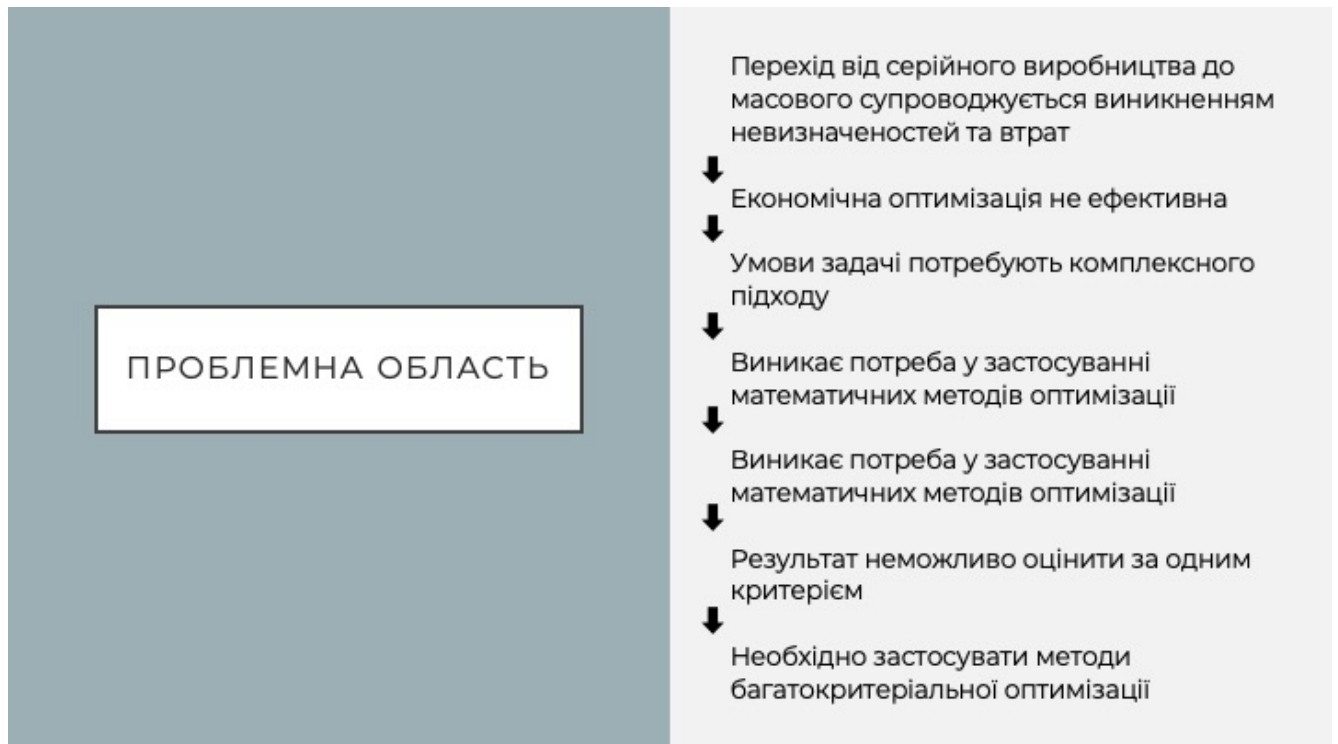 ПРОБЛЕМНА ОБЛАСТЬ
Перехід від серійного виробництва до
масового супроводжується виникненням
невизначеностей та втрат
Економічна оптимізація не ефективна
Умови задачі потребують комплексного
підходу
Виникає потреба у застосуванні
математичних методів оптимізації
Виникає потреба у застосуванні
математичних методів оптимізації
Результат неможливо оцінити за одним
критерієм
Необхідно застосувати методи
багатокритеріальної оптимізації